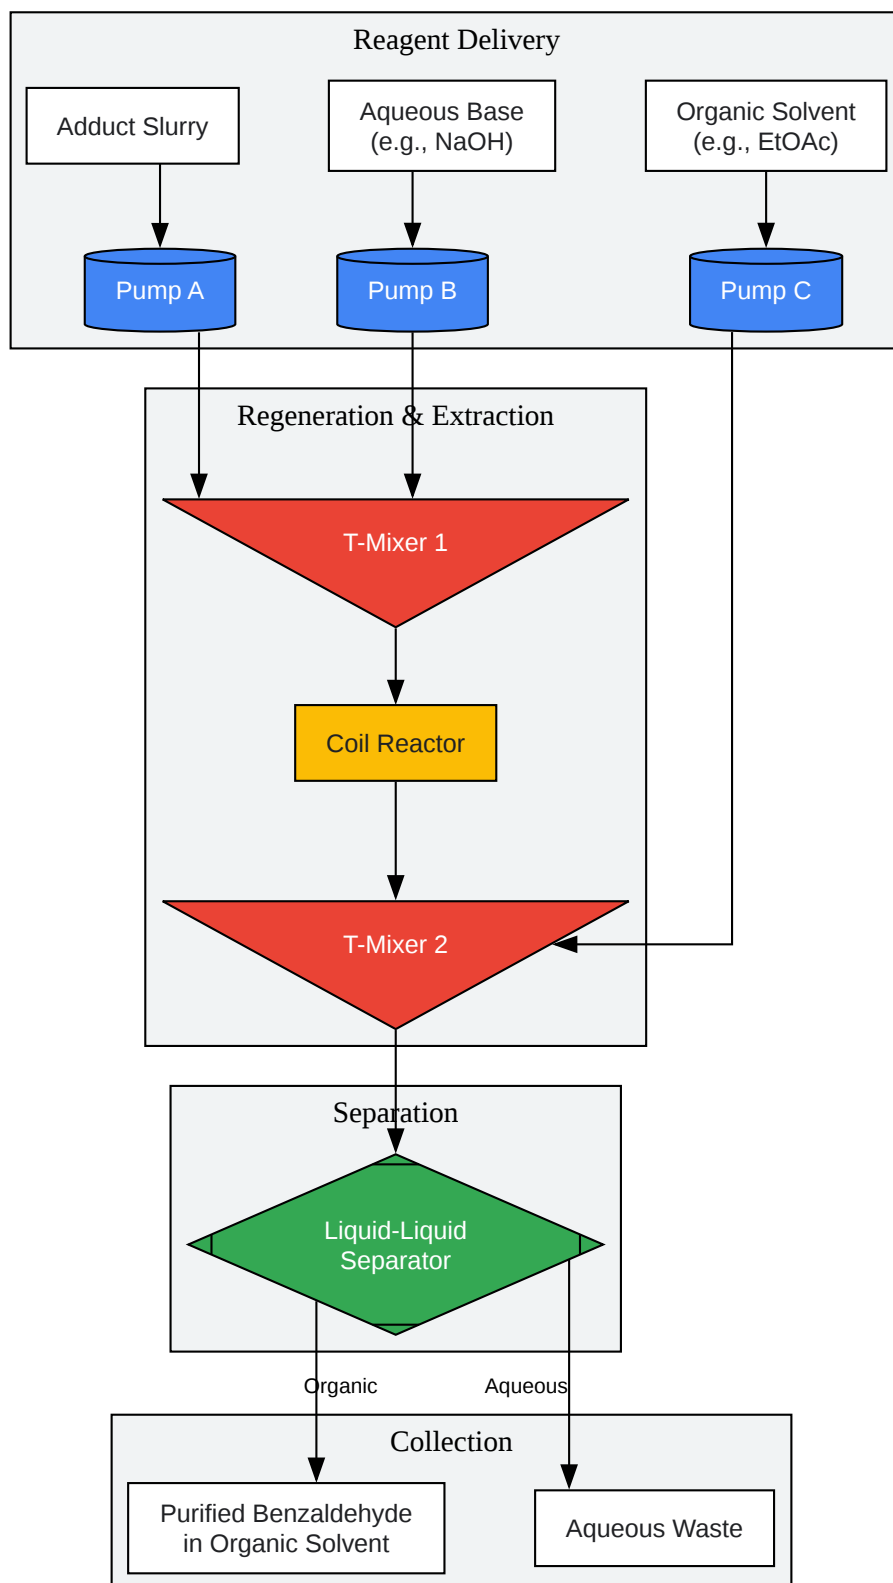 Reagent Delivery
Adduct Slurry
Aqueous Base
(e.g., NaOH)
Organic Solvent
(e.g., EtOAc)
Pump A
Pump B
Pump C
Regeneration & Extraction
T-Mixer 1
Coil Reactor
T-Mixer 2
Separation
Liquid-Liquid
Separator
Organic
Aqueous
Collection
Purified Benzaldehyde
in Organic Solvent
Aqueous Waste